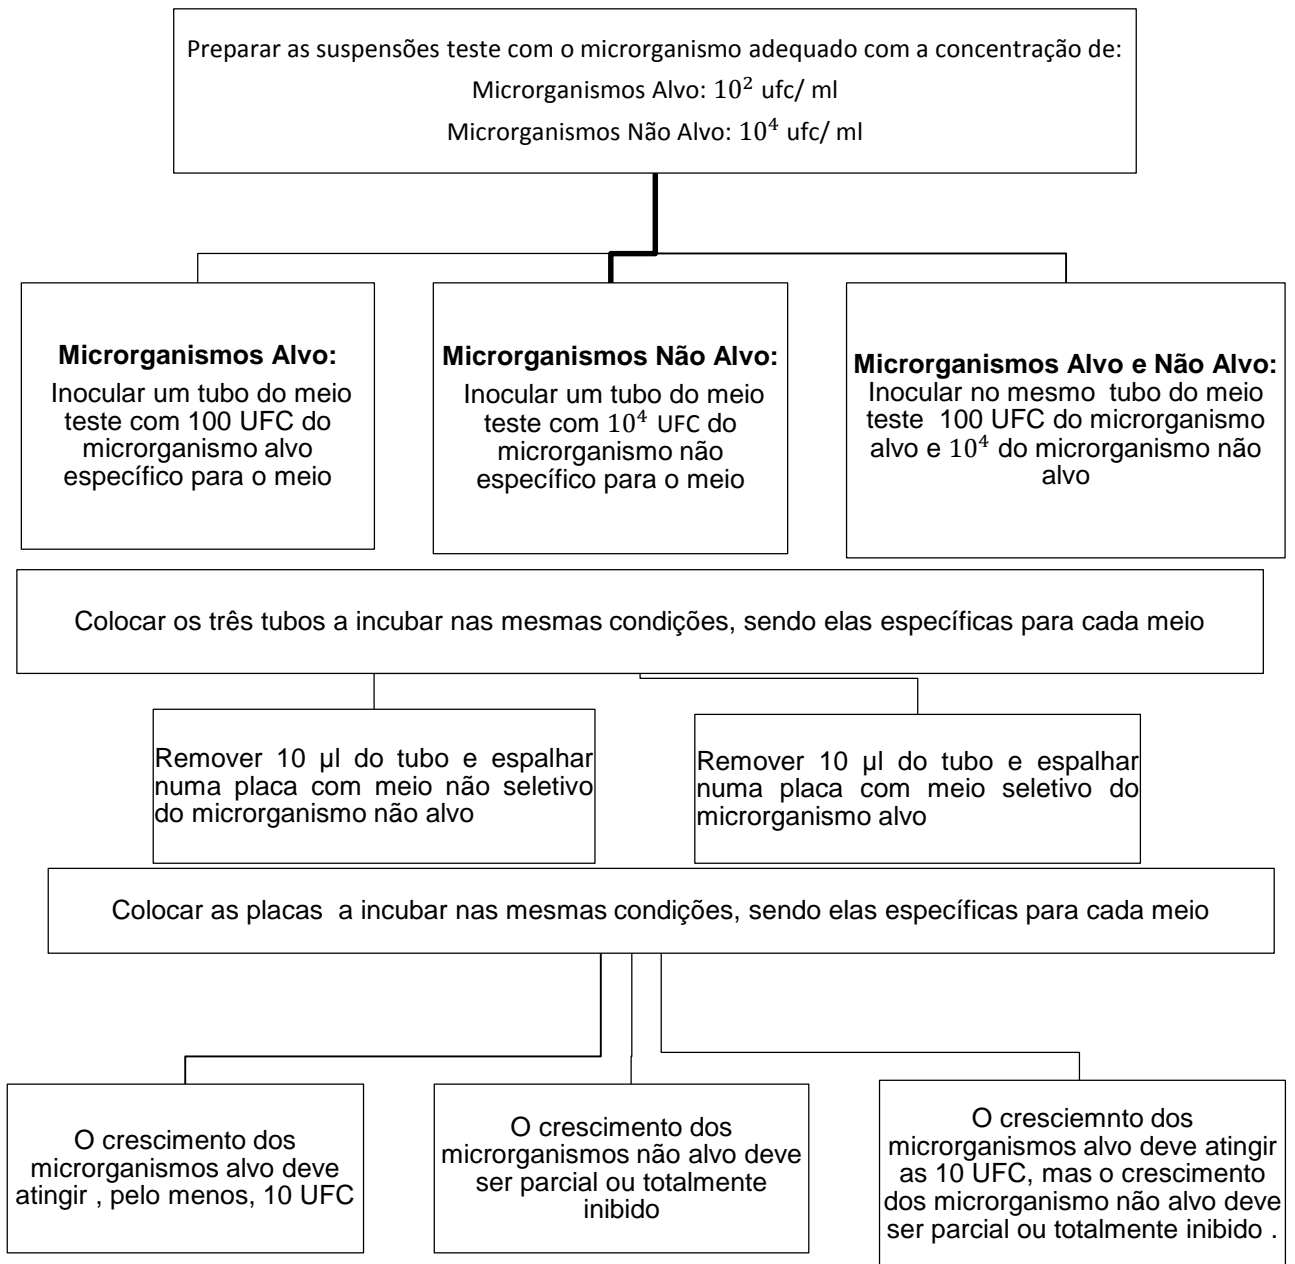 Preparar as suspensões teste com o microrganismo adequado com a concentração de:
Microrganismos Alvo: 10² ufc/ ml
Microrganismos Não Alvo: 10⁴ ufc/ ml
Microrganismos Alvo:
Inocular um tubo do meio
teste com 100 UFC do
microrganismo alvo
específico para o meio
Microrganismos Não Alvo:
Inocular um tubo do meio
teste com 10⁴ UFC do
microrganismo não
específico para o meio
Microrganismos Alvo e Não Alvo:
Inocular no mesmo tubo do meio
teste 100 UFC do microrganismo
alvo e 10⁴ do microrganismo não
alvo
Colocar os três tubos a incubar nas mesmas condições, sendo elas específicas para cada meio
Remover 10 µl do tubo e espalhar
numa placa com meio não seletivo
do microrganismo não alvo
Remover 10 µl do tubo e espalhar
numa placa com meio seletivo do
microrganismo alvo
Colocar as placas a incubar nas mesmas condições, sendo elas específicas para cada meio
O crescimento dos
microrganismos alvo deve
atingir , pelo menos, 10 UFC
O crescimento dos
microrganismos não alvo deve
ser parcial ou totalmente
inibido
O cresciemnto dos
microrganismos alvo deve atingir
as 10 UFC, mas o crescimento
dos microrganismo não alvo deve
ser parcial ou totalmente inibido .